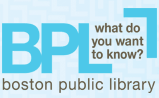 BPL
what do
you want
to know?
boston public library